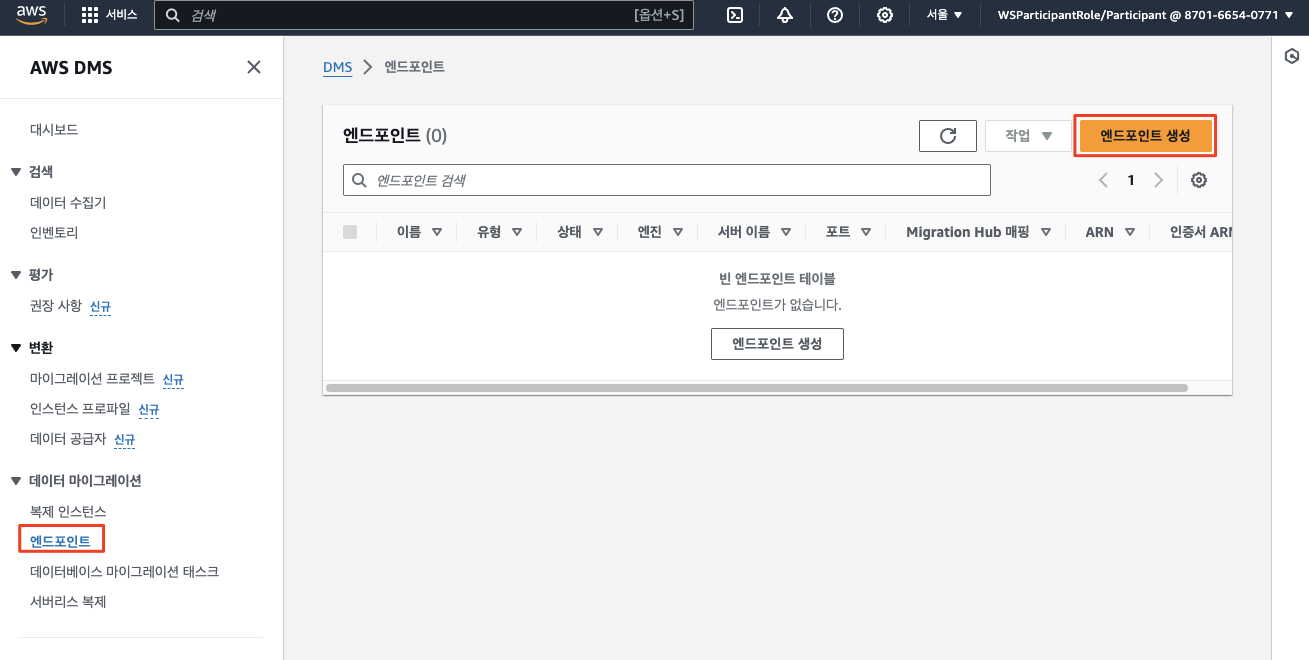 aws 서비스 검색 [옵션+S] 서울 WSParticipantRole/Participant @ 8701-6654-0771
AWS DMS
대시보드
검색
데이터 수집기
인벤토리
평가
권장 사항 신규
변환
마이그레이션 프로젝트 신규
인스턴스 프로파일 신규
데이터 공급자 신규
데이터 마이그레이션
복제 인스턴스
엔드포인트
데이터베이스 마이그레이션 태스크
서버리스 복제
DMS 엔드포인트
엔드포인트 (0) 작업 엔드포인트 생성
엔드포인트 검색 1
이름 유형 상태 엔진 서버 이름 포트 Migration Hub 매핑 ARN 인증서 ARN
빈 엔드포인트 테이블
엔드포인트가 없습니다.
엔드포인트 생성